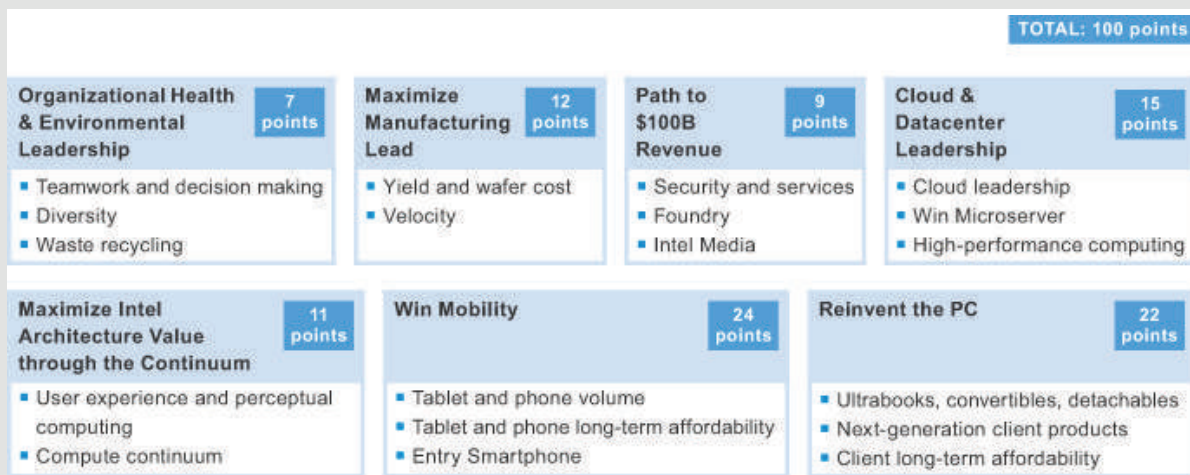 TOTAL: 100 points
Organizational Health
& Environmental
Leadership
7
points
Teamwork and decision making
Diversity
Waste recycling
Maximize
Manufacturing
Lead
12
points
Yield and wafer cost
Velocity
Path to
$100B
Revenue
9
points
Security and services
Foundry
Intel Media
Cloud &
Datacenter
Leadership
15
points
Cloud leadership
Win Microserver
High-performance computing
Maximize Intel
Architecture Value
through the Continuum
11
points
User experience and perceptual
computing
Compute continuum
Win Mobility
24
points
Tablet and phone volume
Tablet and phone long-term affordability
Entry Smartphone
Reinvent the PC
22
points
Ultrabooks, convertibles, detachables
Next-generation client products
Client long-term affordability